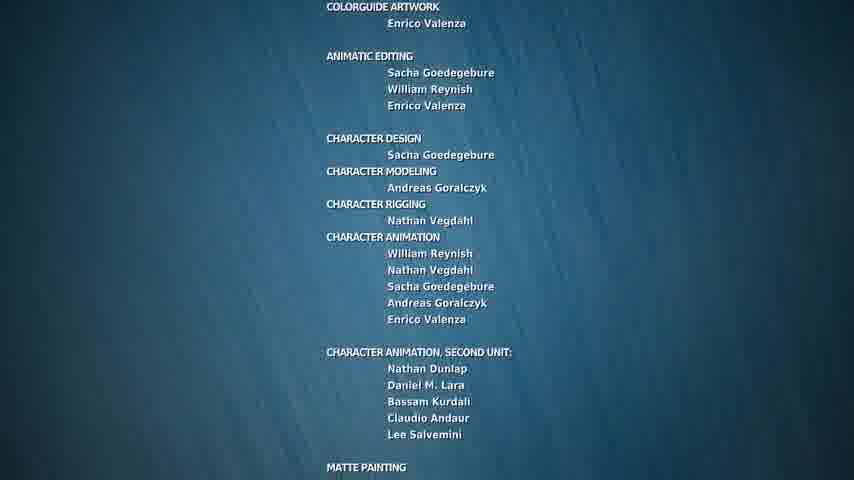 COLORGUIDE ARTWORK
Enrico Valenza
ANIMATIC EDITING
Sacha Goedegebure
William Reynish
Enrico Valenza
CHARACTER DESIGN
Sacha Goedegebure
CHARACTER MODELING
Andreas Goralczyk
CHARACTER RIGGING
Nathan Vegdahl
CHARACTER ANIMATION
William Reynish
Nathan Vegdahl
Sacha Goedegebure
Andreas Goralczyk
Enrico Valenza
CHARACTER ANIMATION, SECOND UNIT:
Nathan Dunlap
Daniel M. Lara
Bassam Kurdali
Claudio Andaur
Lee Salvemini
MATTE PAINTING